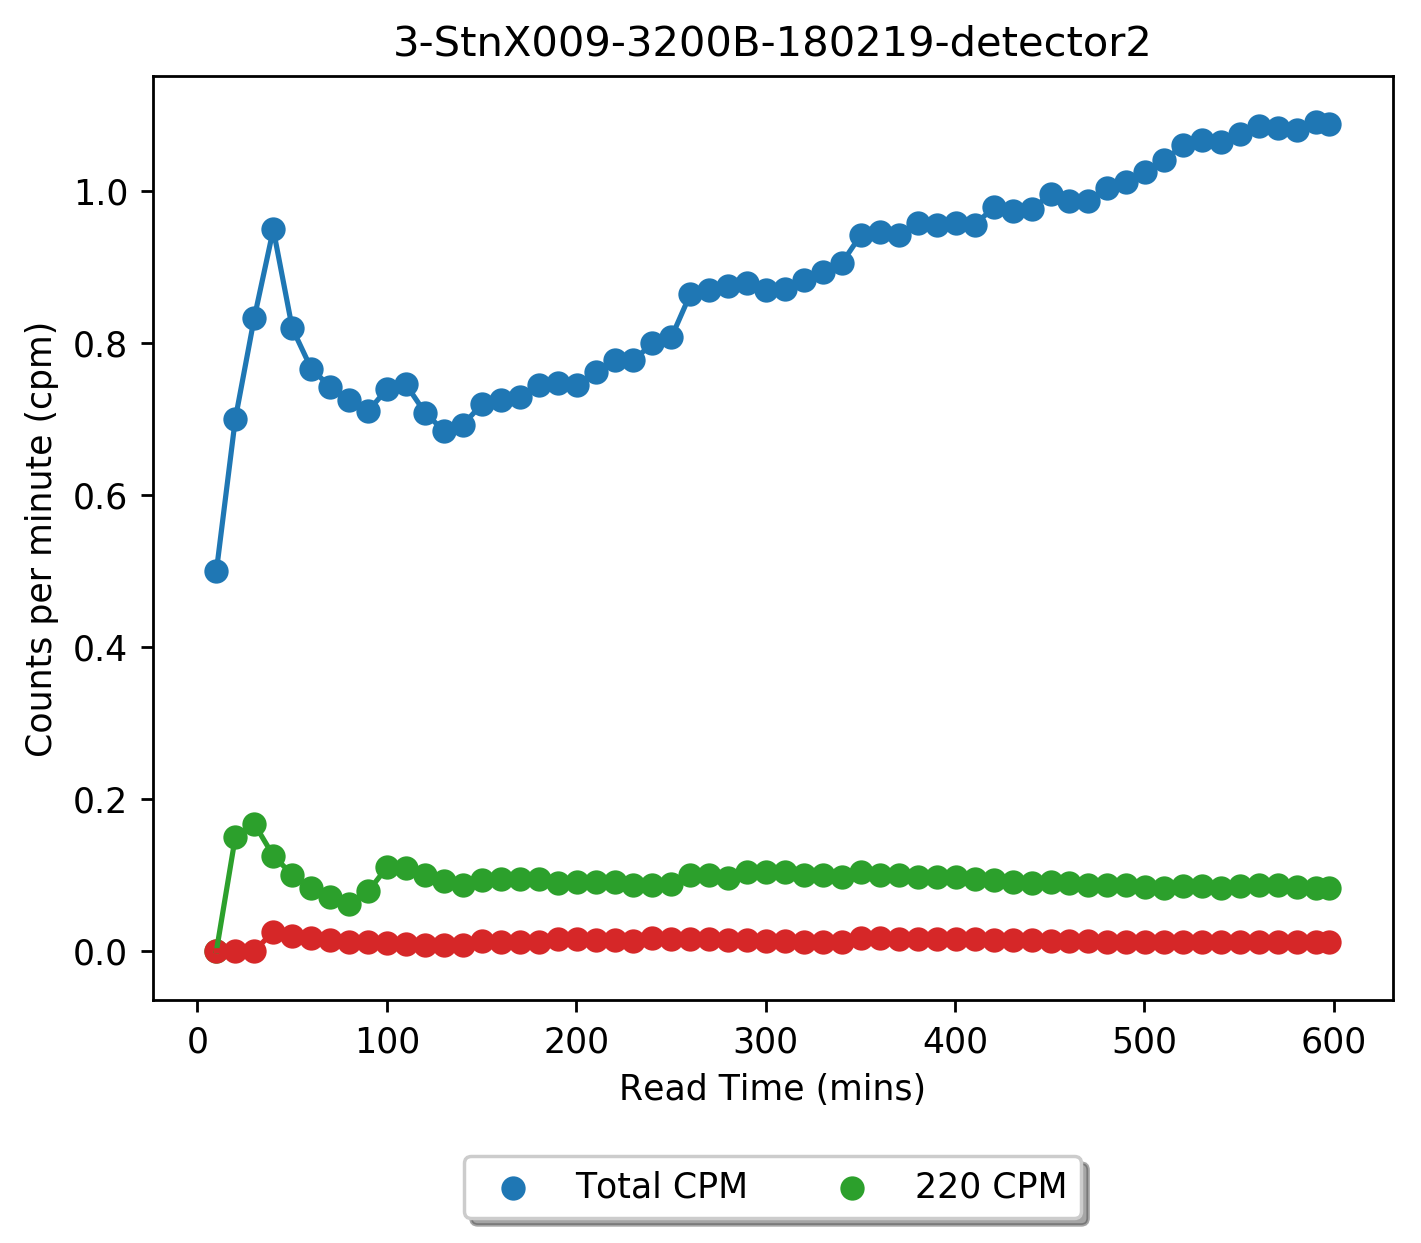 3-StnX009-3200B-180219-detector2
Counts per minute (cpm)
1.0
0.8
0.6
0.4
0.2
0.0
0 100 200 300 400 500 600
Read Time (mins)
Total CPM 220 CPM